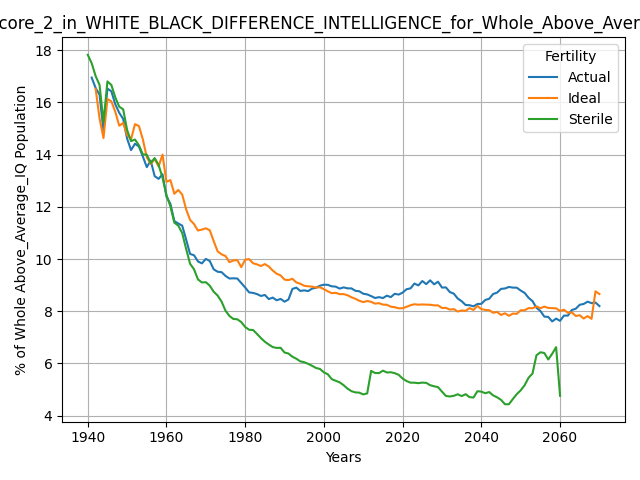 core_2_in_WHITE_BLACK_DIFFERENCE_INTELLIGENCE_for_Whole_Above_Aver
% of Whole Above_Average_IQ Population
18
16
14
12
10
8
6
4
Fertility
Actual
Ideal
Sterile
1940 1960 1980 2000 2020 2040 2060
Years